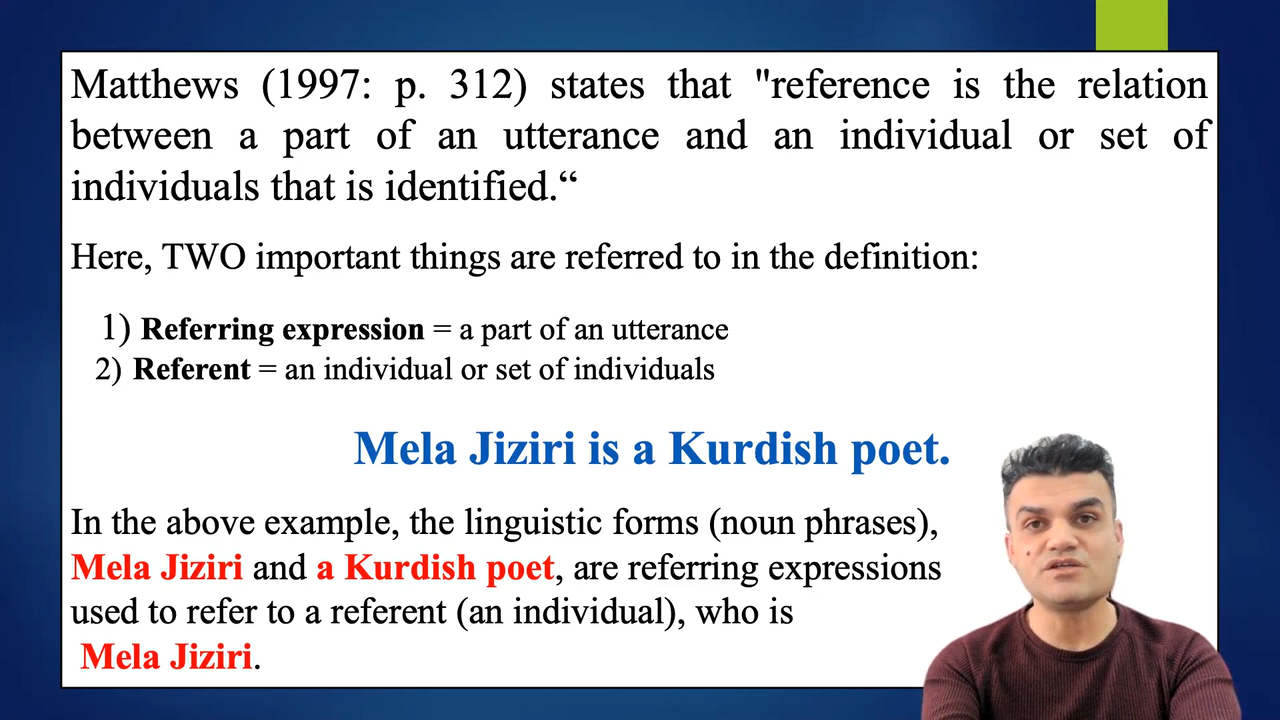 Matthews (1997: p. 312) states that "reference is the relation
between a part of an utterance and an individual or set of
individuals that is identified.“
Here, TWO important things are referred to in the definition:
1) Referring expression = a part of an utterance
2) Referent = an individual or set of individuals
Mela Jiziri is a Kurdish poet.
In the above example, the linguistic forms (noun phrases),
Mela Jiziri and a Kurdish poet, are referring expressions
used to refer to a referent (an individual), who is
Mela Jiziri.